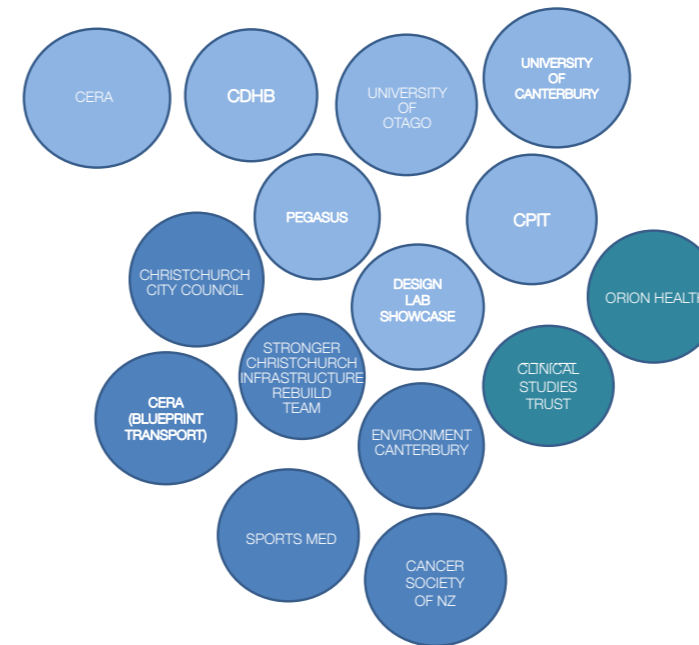 CERA
CDHB
UNIVERSITY
OF
OTAGO
UNIVERSITY
OF
CANTERBURY
PEGASUS
CPIT
CHRISTCHURCH
CITY COUNCIL
DESIGN
LAB
SHOWCASE
ORION HEALTH
STRONGER
CHRISTCHURCH
INFRASTRUCTURE
REBUILD
TEAM
CLINICAL
STUDIES
TRUST
CERA
(BLUEPRINT
TRANSPORT)
ENVIRONMENT
CANTERBURY
SPORTS MED
CANCER
SOCIETY
OF NZ